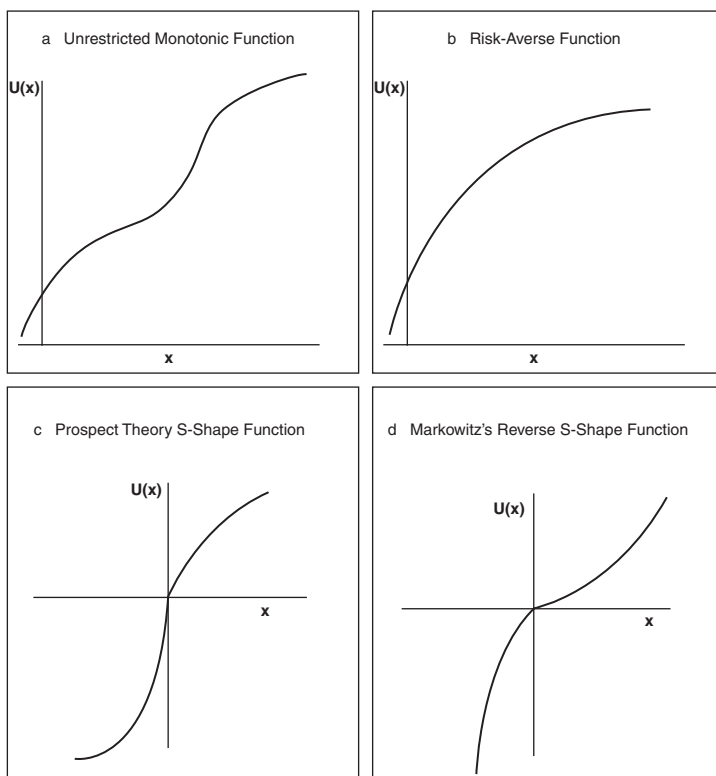 a Unrestricted Monotonic Function
U(x)
x
b Risk-Averse Function
U(x)
x
c Prospect Theory S-Shape Function
U(x)
x
d Markowitz's Reverse S-Shape Function
U(x)
x